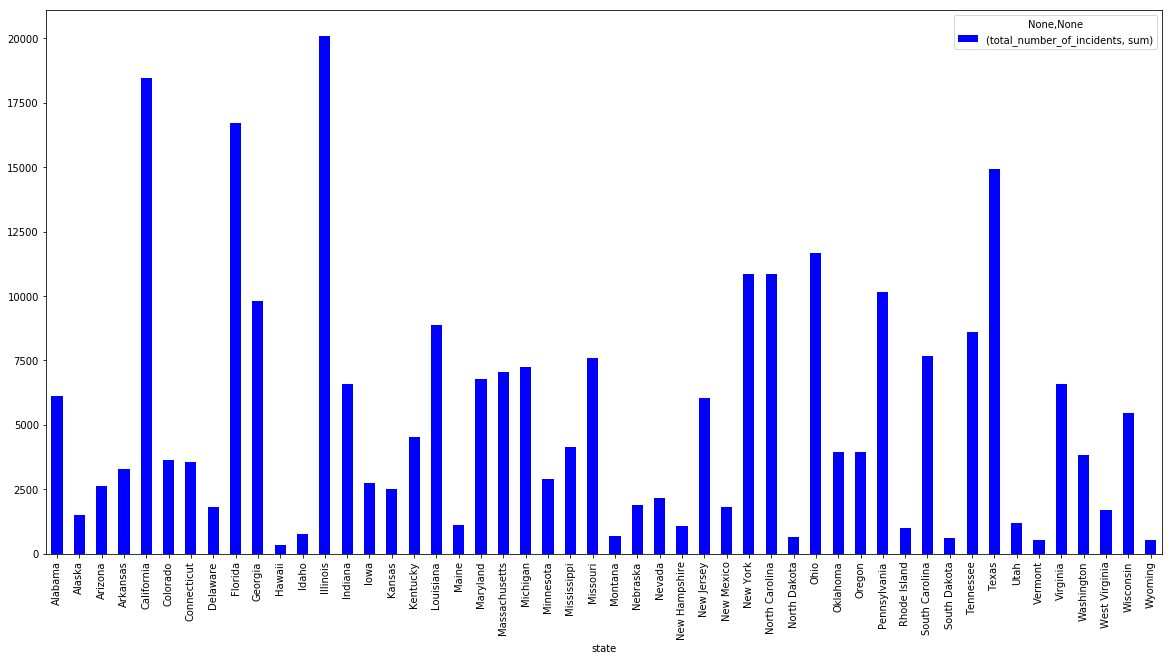 None,None
(total_number_of_incidents, sum)
20000
17500
15000
12500
10000
7500
5000
2500
0
Alabama
Alaska
Arizona
Arkansas
California
Colorado
Connecticut
Delaware
Florida
Georgia
Hawaii
Idaho
Illinois
Indiana
Iowa
Kansas
Kentucky
Louisiana
Maine
Maryland
Massachusetts
Michigan
Minnesota
Mississippi
Missouri
Montana
Nebraska
Nevada
New Hampshire
New Jersey
New Mexico
New York
North Carolina
North Dakota
Ohio
Oklahoma
Oregon
Pennsylvania
Rhode Island
South Carolina
South Dakota
Tennessee
Texas
Utah
Vermont
Virginia
Washington
West Virginia
Wisconsin
Wyoming
state